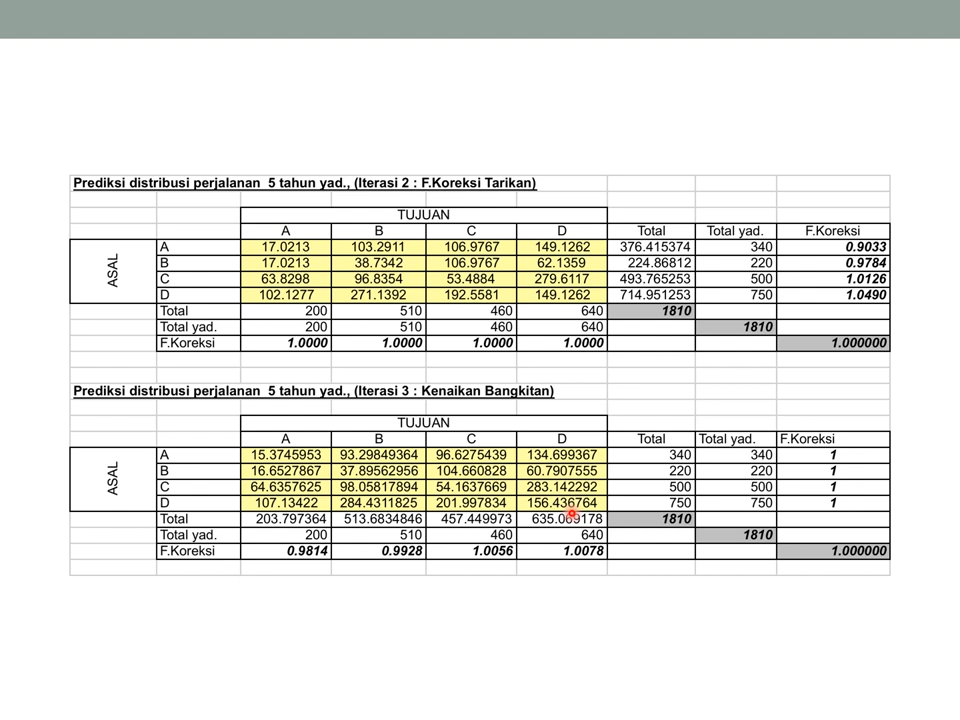 Prediksi distribusi perjalanan 5 tahun yad., (Iterasi 2 : F.Koreksi Tarikan)
TUJUAN
A B C D Total Total yad. F.Koreksi
ASAL
A 17.0213 103.2911 106.9767 149.1262 376.415374 340 0.9033
B 17.0213 38.7342 106.9767 62.1359 224.86812 220 0.9784
C 63.8298 96.8354 53.4884 279.6117 493.765253 500 1.0126
D 102.1277 271.1392 192.5581 149.1262 714.951253 750 1.0490
Total 200 510 460 640 1810
Total yad. 200 510 460 640 1810
F.Koreksi 1.0000 1.0000 1.0000 1.0000 1.000000
Prediksi distribusi perjalanan 5 tahun yad., (Iterasi 3 : Kenaikan Bangkitan)
TUJUAN
A B C D Total Total yad. F.Koreksi
ASAL
A 15.3745953 93.29849364 96.6275439 134.699367 340 340 1
B 16.6527867 37.89562956 104.660828 60.7907555 220 220 1
C 64.6357625 98.05817894 54.1637669 283.142292 500 500 1
D 107.13422 284.4311825 201.997834 156.436764 750 750 1
Total 203.797364 513.6834846 457.449973 635.069178 1810
Total yad. 200 510 460 640 1810
F.Koreksi 0.9814 0.9928 1.0056 1.0078 1.000000